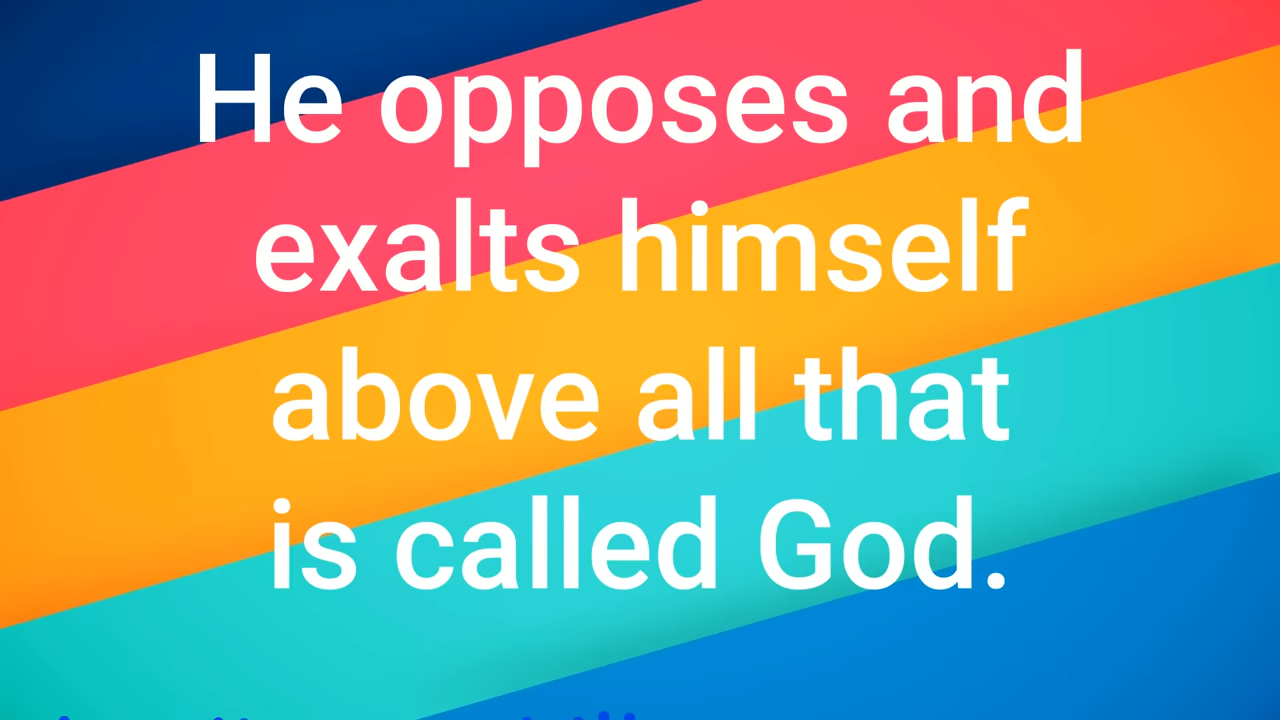 He opposes and
exalts himself
above all that
is called God.